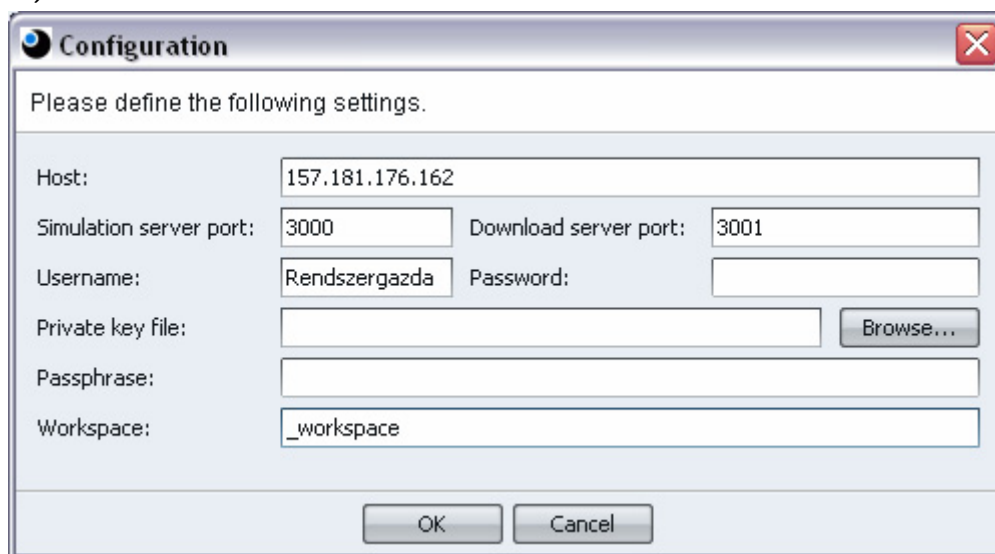 Configuration
Please define the following settings.
Host: 157.181.176.162
Simulation server port: 3000 Download server port: 3001
Username: Rendszergazda Password:
Private key file: Browse...
Passphrase:
Workspace: _workspace
OK Cancel